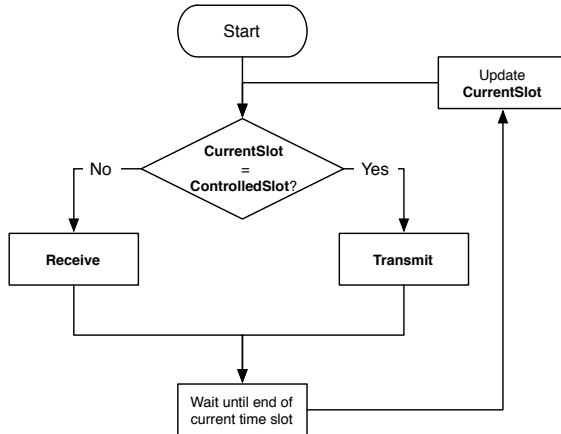 Start
Update
CurrentSlot
CurrentSlot
=
ControlledSlot?
No
Yes
Receive
Transmit
Wait until end of
current time slot